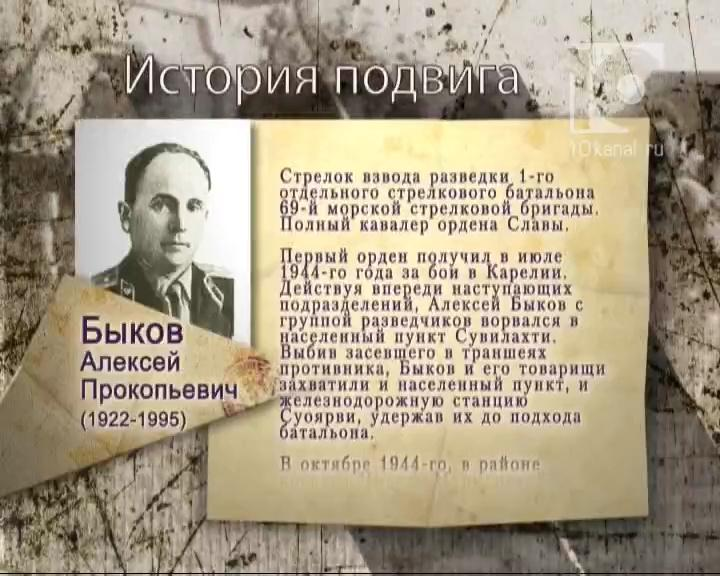 История подвига
10kanal.ru
Стрелок взвода разведки 1-го
отдельного стрелкового батальона
69-й морской стрелковой бригады.
Полный кавалер ордена Славы.
Первый орден получил в июле
1944-го года за бои в Карелии.
Действуя впереди наступающих
подразделений, Алексей Быков с
группой разведчиков ворвался в
населенный пункт Сувилахти.
Выбив засевшего в траншеях
противника, Быков и его товарищи
захватили и населенный пункт, и
железнодорожную станцию
Суоярви, удержав их до подхода
батальона.
В октябре 1944-го, в районе
Быков
Алексей
Прокопьевич
(1922-1995)